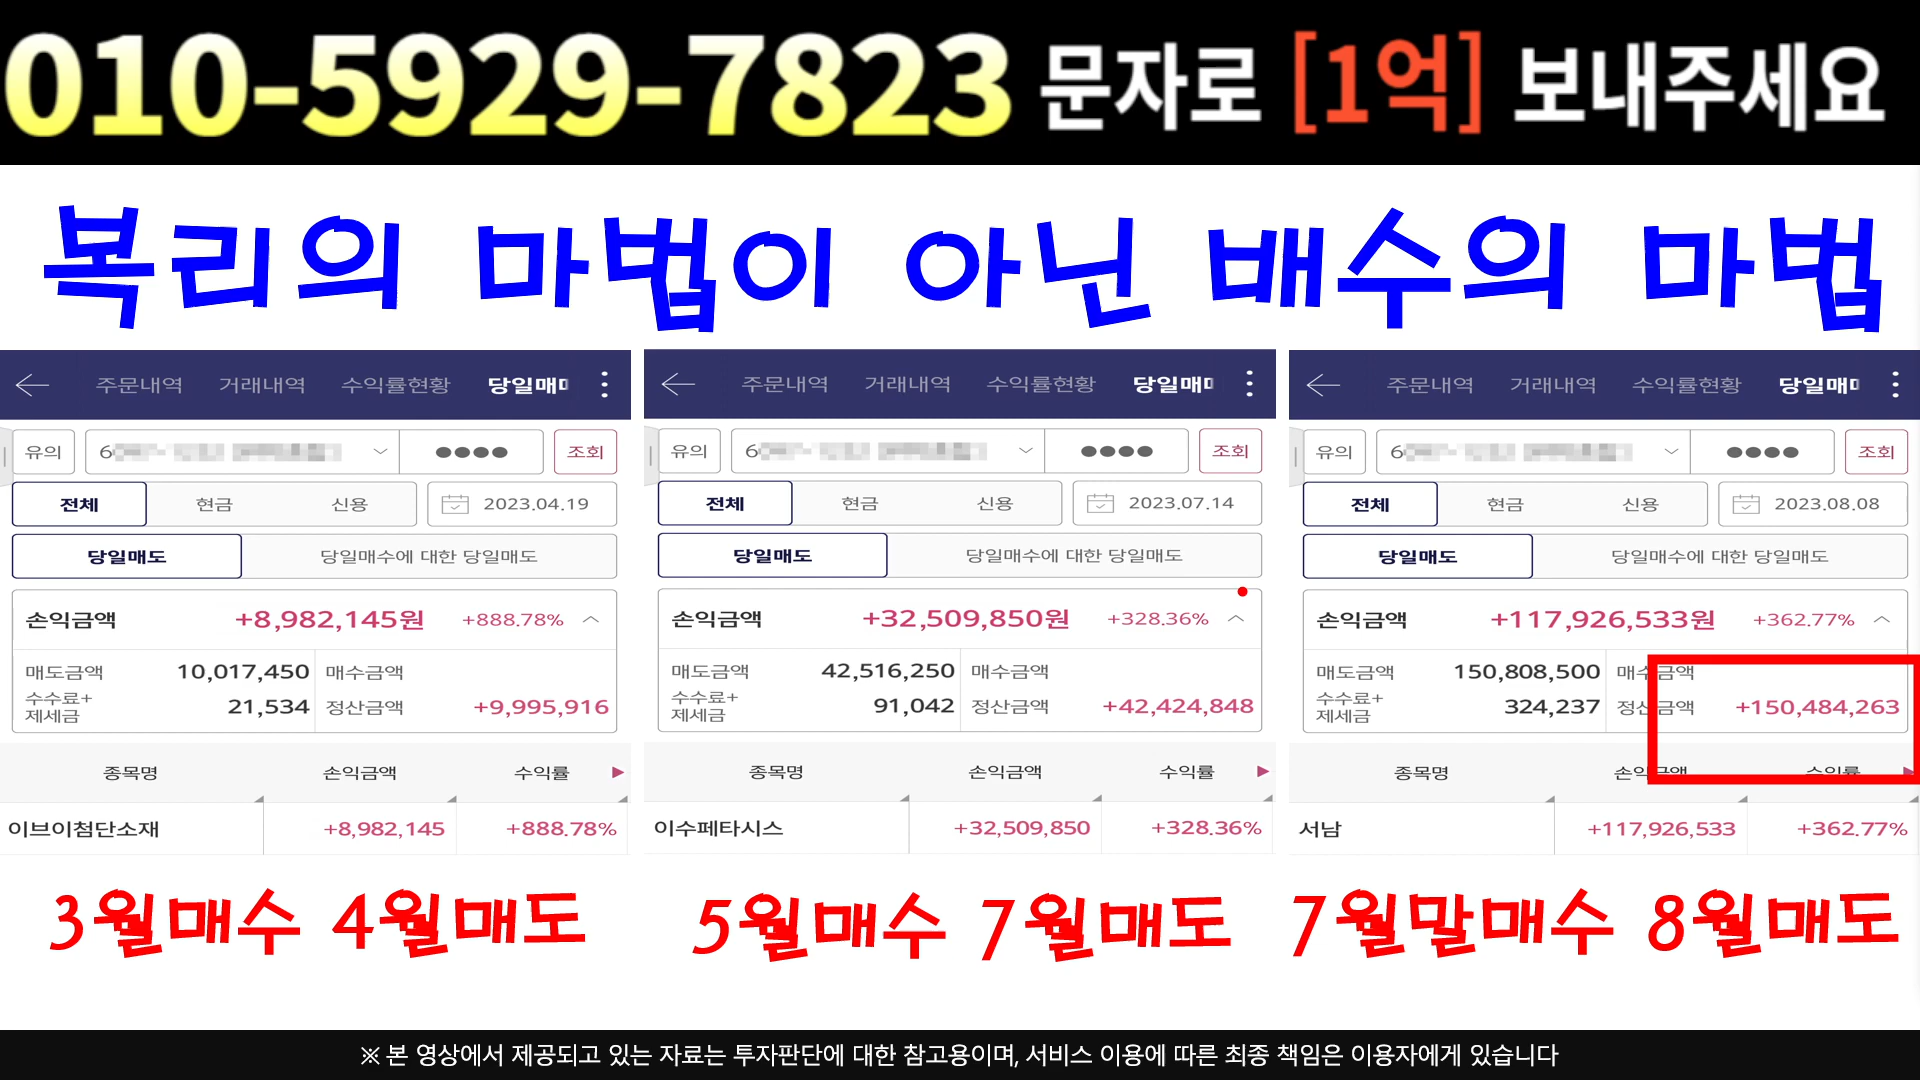 010-5929-7823 문자로 [1억] 보내주세요
복리의 마법이 아닌 배수의 마법
주문내역 거래내역 수익률현황 당일매
유의 6 ●●●● 조회
전체 현금 신용 2023.04.19
당일매도 당일매수에 대한 당일매도
손익금액 +8,982,145원 +888.78%
매도금액 10,017,450 매수금액
수수료+
제세금 21,534 정산금액 +9,995,916
종목명 손익금액 수익률
이브이첨단소재 +8,982,145 +888.78%
3월매수 4월매도
주문내역 거래내역 수익률현황 당일매
유의 6 ●●●● 조회
전체 현금 신용 2023.07.14
당일매도 당일매수에 대한 당일매도
손익금액 +32,509,850원 +328.36%
매도금액 42,516,250 매수금액
수수료+
제세금 91,042 정산금액 +42,424,848
종목명 손익금액 수익률
이수페타시스 +32,509,850 +328.36%
5월매수 7월매도
주문내역 거래내역 수익률현황 당일매
유의 6 ●●●● 조회
전체 현금 신용 2023.08.08
당일매도 당일매수에 대한 당일매도
손익금액 +117,926,533원 +362.77%
매도금액 150,808,500 매수금액
수수료+
제세금 324,237 정산금액 +150,484,263
종목명 손익금액 수익률
서남 +117,926,533 +362.77%
7월말매수 8월매도
※ 본 영상에서 제공되고 있는 자료는 투자판단에 대한 참고용이며, 서비스 이용에 따른 최종 책임은 이용자에게 있습니다